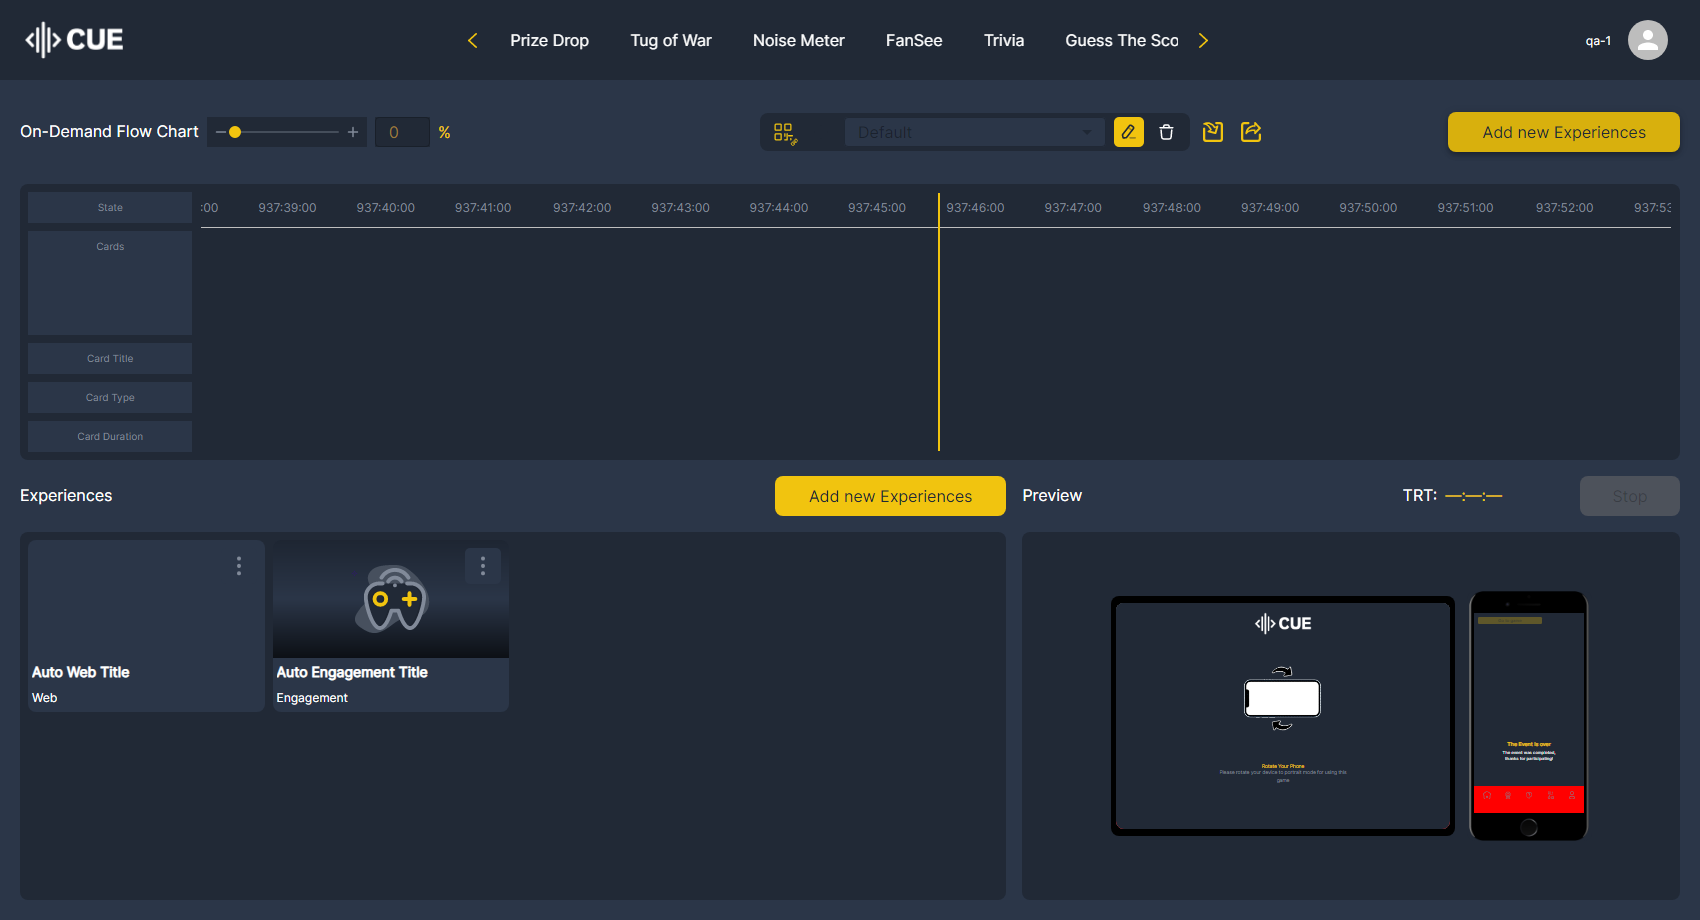 CUE
Prize Drop Tug of War Noise Meter FanSee Trivia Guess The Sco
qa-1
On-Demand Flow Chart 0 %
Default
Add new Experiences
State :00 937:39:00 937:40:00 937:41:00 937:42:00 937:43:00 937:44:00 937:45:00 937:46:00 937:47:00 937:48:00 937:49:00 937:50:00 937:51:00 937:52:00 937:53
Cards
Card Title
Card Type
Card Duration
Experiences
Add new Experiences
Preview
TRT: —:—:—
Stop
Auto Web Title
Web
Auto Engagement Title
Engagement
CUE
Rotate Your Phone
Please rotate your device to portrait mode for using this
game
The Event is over
The event was completed,
thanks for participating!